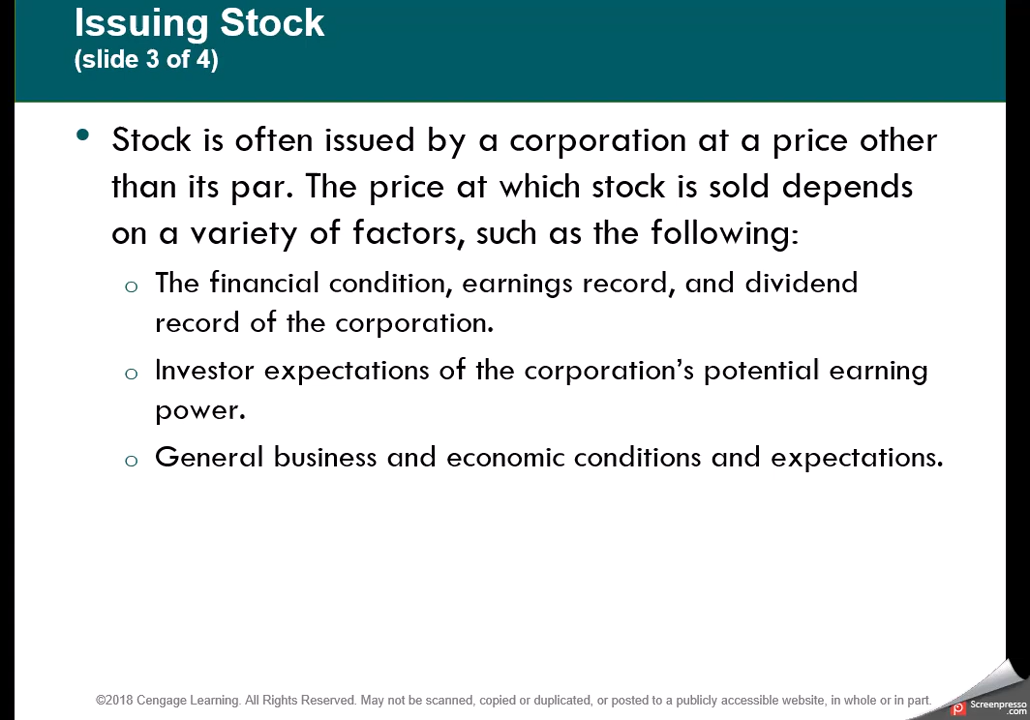 Issuing Stock
(slide 3 of 4)
• Stock is often issued by a corporation at a price other
than its par. The price at which stock is sold depends
on a variety of factors, such as the following:
o The financial condition, earnings record, and dividend
record of the corporation.
o Investor expectations of the corporation’s potential earning
power.
o General business and economic conditions and expectations.
©2018 Cengage Learning. All Rights Reserved. May not be scanned, copied or duplicated, or posted to a publicly accessible website, in whole or in part.
Screenpresso
.com